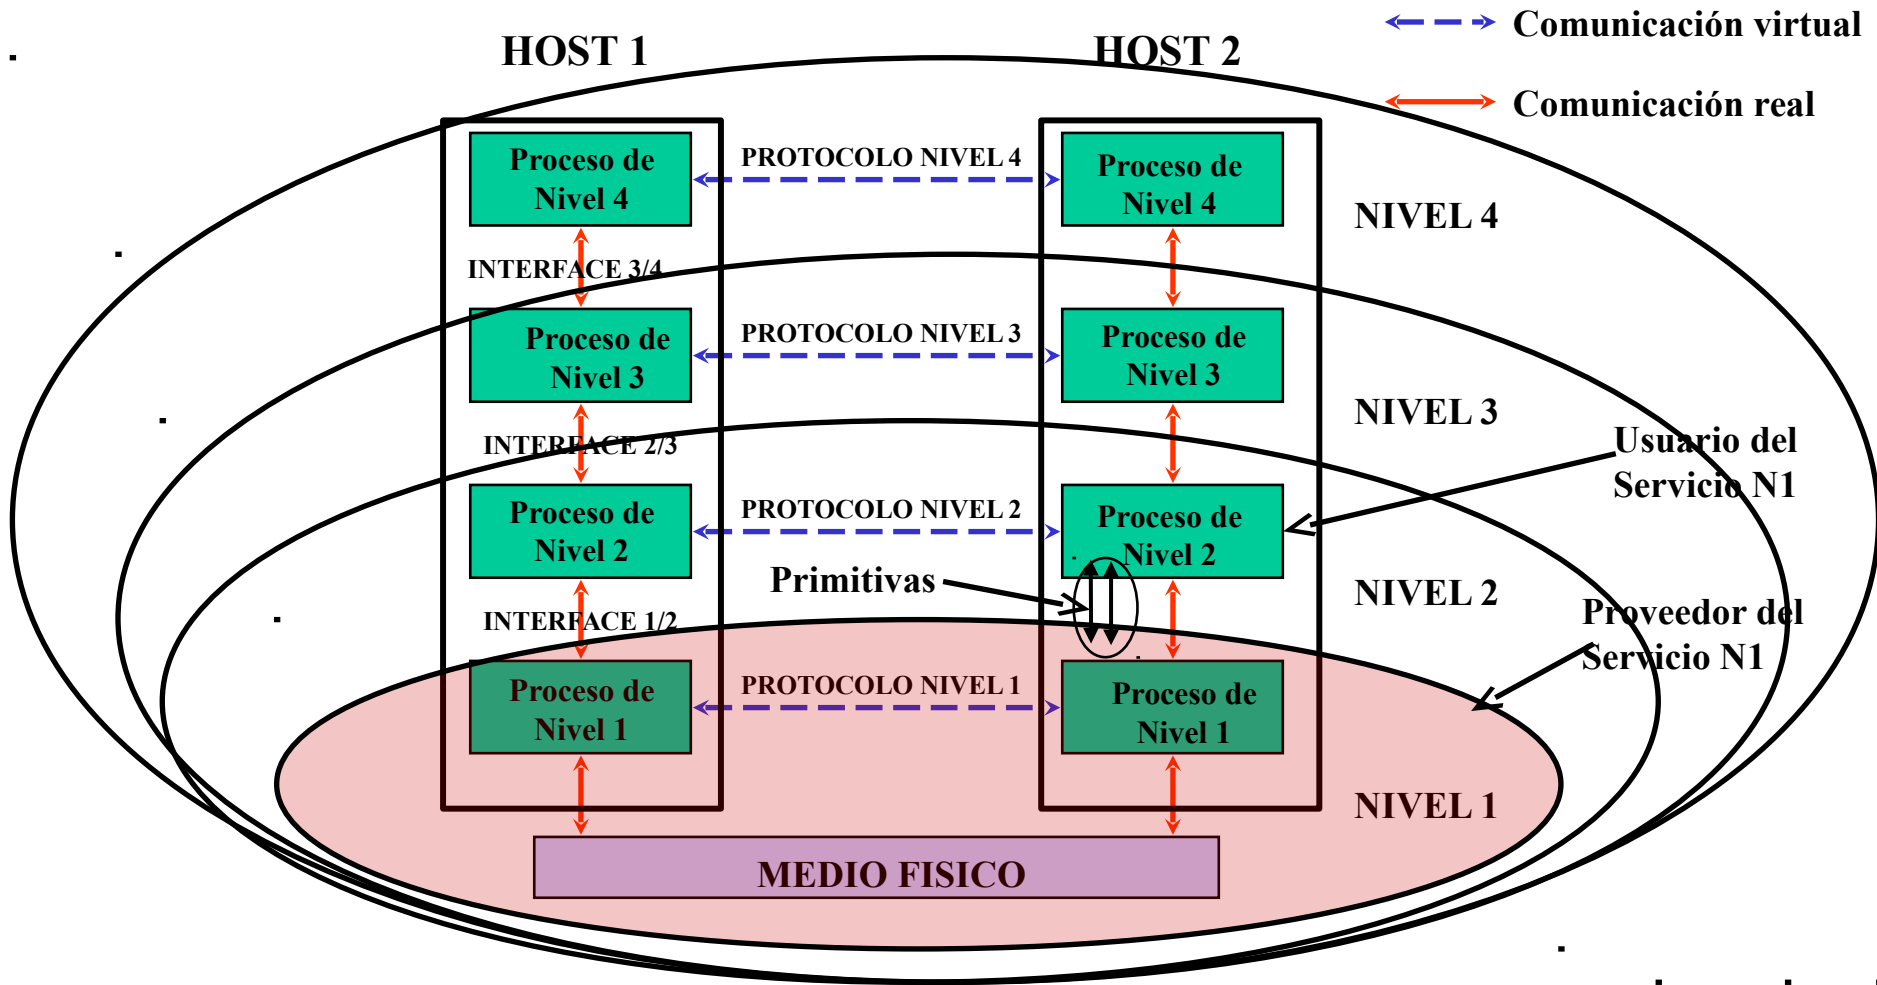 Comunicación virtual
HOST 1
HOST 2
Comunicación real
Proceso de
Nivel 4
PROTOCOLO NIVEL 4
Proceso de
Nivel 4
NIVEL 4
INTERFACE 3/4
Proceso de
Nivel 3
PROTOCOLO NIVEL 3
Proceso de
Nivel 3
NIVEL 3
INTERFACE 2/3
Usuario del
Servicio N1
Proceso de
Nivel 2
PROTOCOLO NIVEL 2
Proceso de
Nivel 2
Primitivas
NIVEL 2
INTERFACE 1/2
Proveedor del
Servicio N1
Proceso de
Nivel 1
PROTOCOLO NIVEL 1
Proceso de
Nivel 1
NIVEL 1
MEDIO FISICO